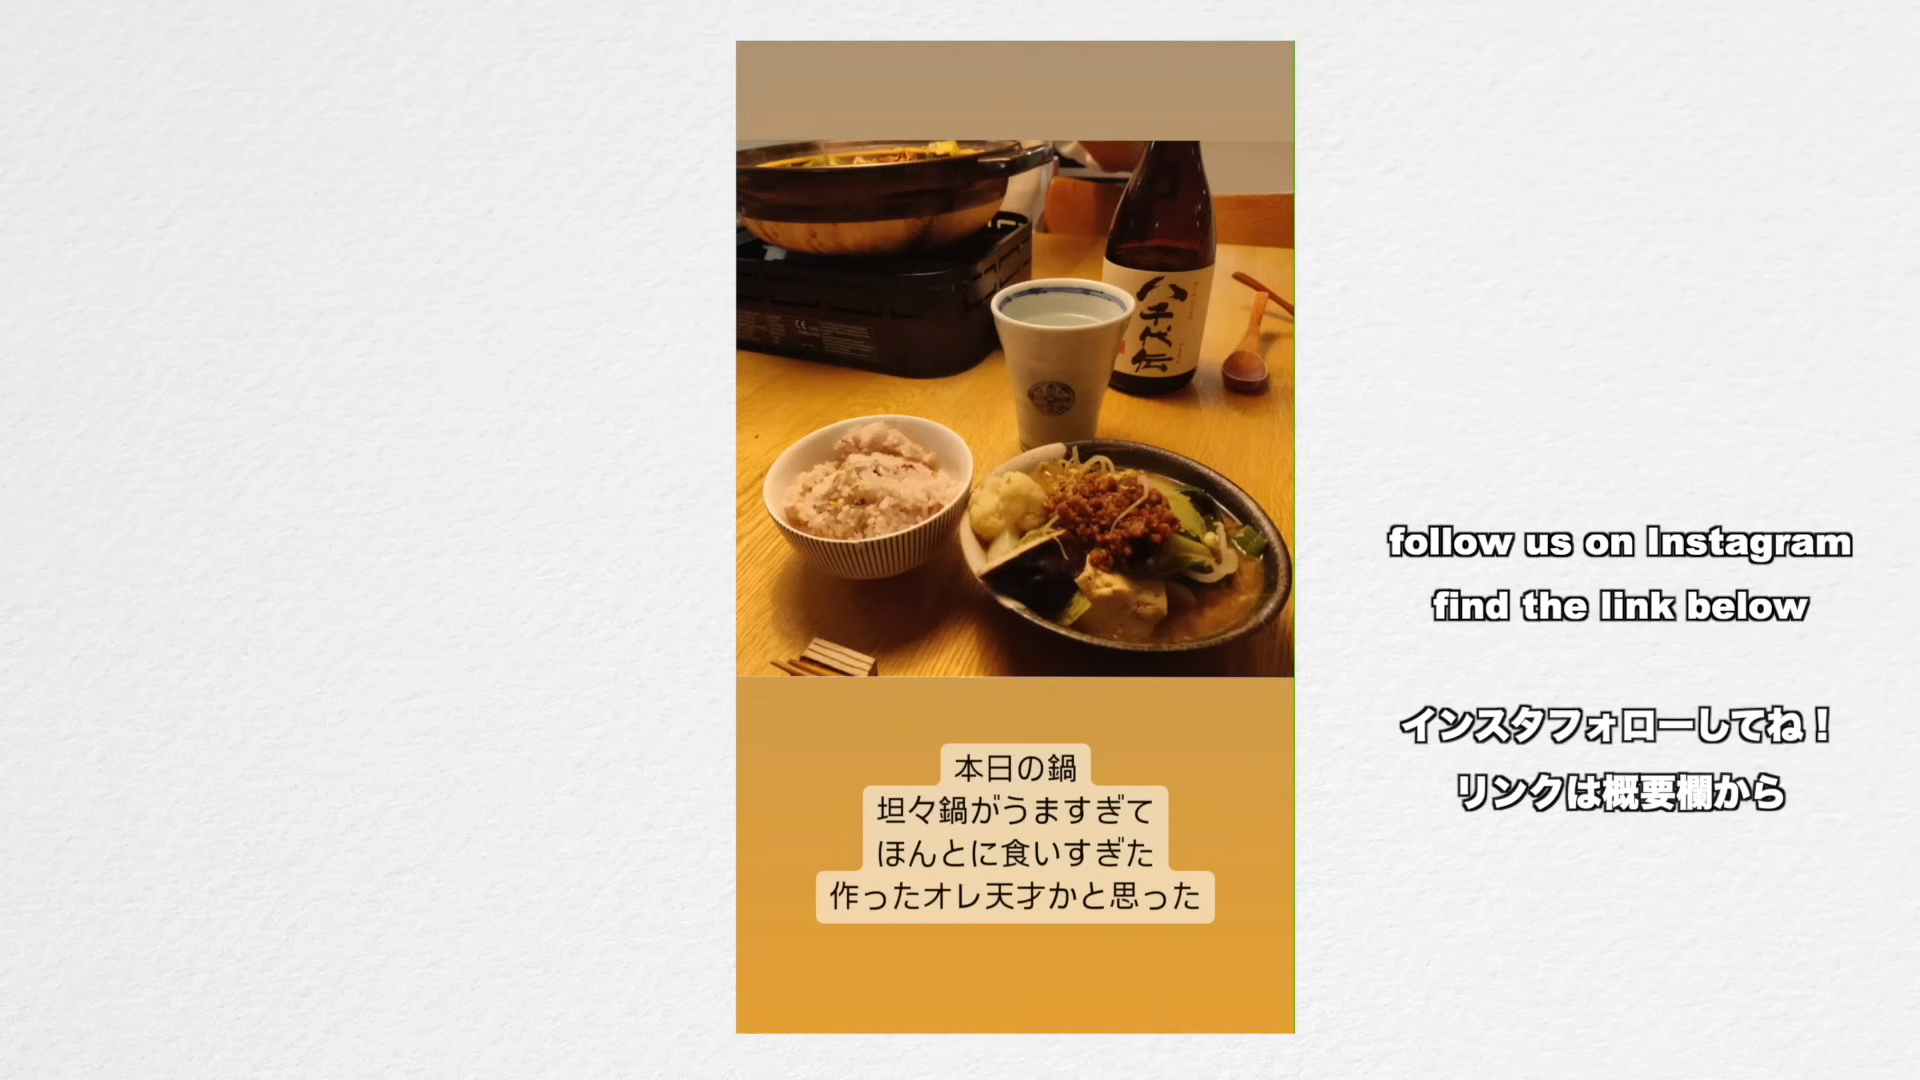 八千代伝
CE
本日の鍋
坦々鍋がうますぎて
ほんとに食いすぎた
作ったオレ天才かと思った
follow us on Instagram
find the link below
インスタフォローしてね！
リンクは概要欄から